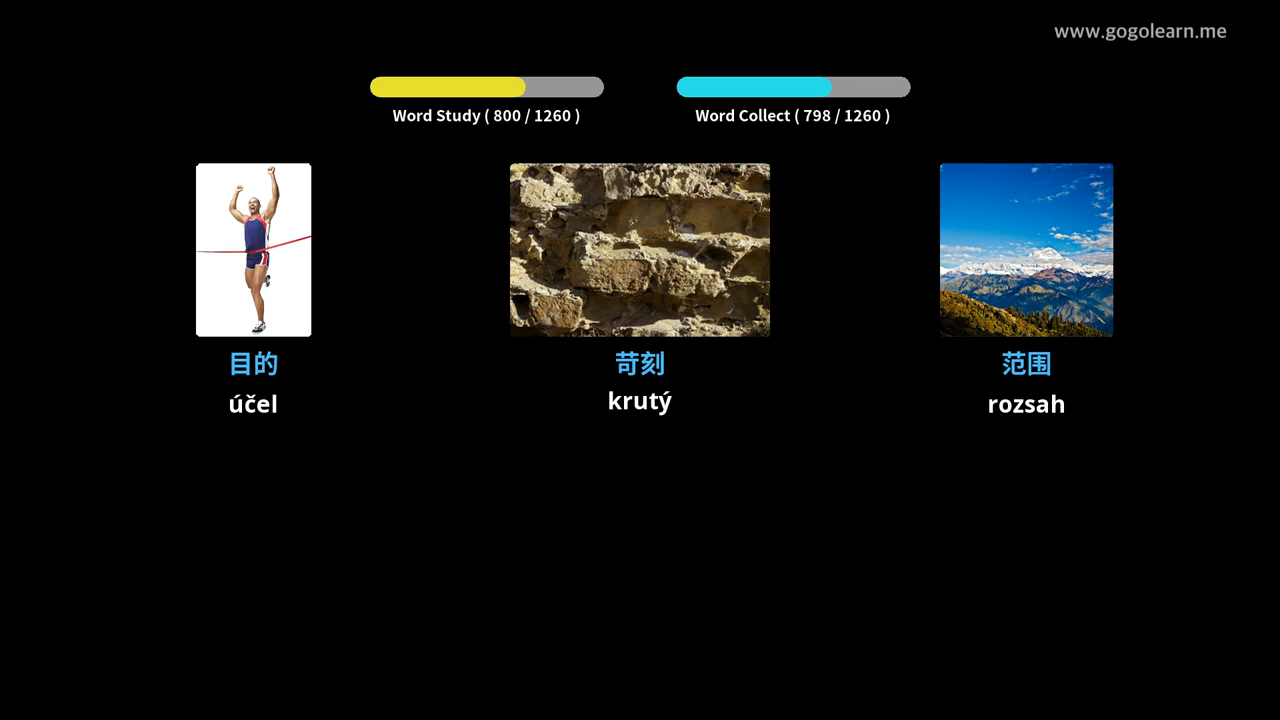 www.gogolearn.me
Word Study ( 800 / 1260 )
Word Collect ( 798 / 1260 )
目的
苛刻
范围
účel
krutý
rozsah